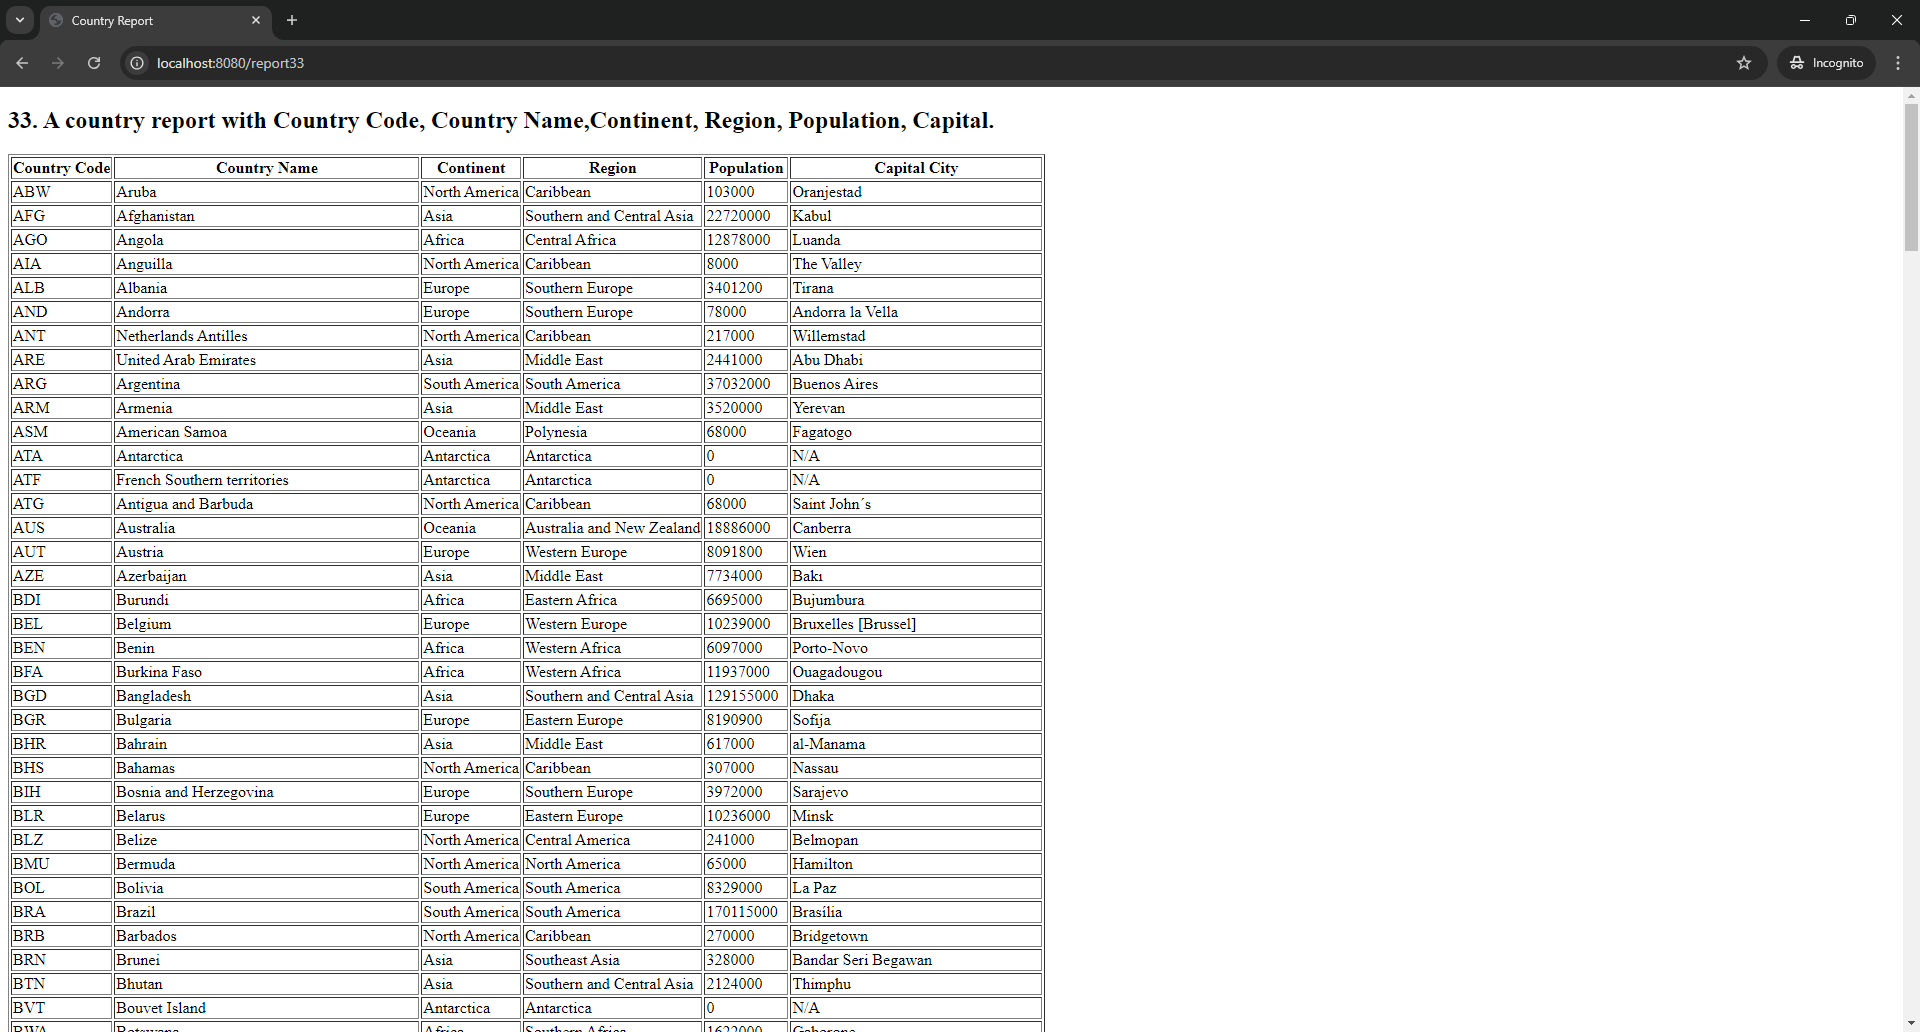 Country Report
localhost:8080/report33
Incognito
33. A country report with Country Code, Country Name,Continent, Region, Population, Capital.
Country Code Country Name Continent Region Population Capital City
ABW Aruba North America Caribbean 103000 Oranjestad
AFG Afghanistan Asia Southern and Central Asia 22720000 Kabul
AGO Angola Africa Central Africa 12878000 Luanda
AIA Anguilla North America Caribbean 8000 The Valley
ALB Albania Europe Southern Europe 3401200 Tirana
AND Andorra Europe Southern Europe 78000 Andorra la Vella
ANT Netherlands Antilles North America Caribbean 217000 Willemstad
ARE United Arab Emirates Asia Middle East 2441000 Abu Dhabi
ARG Argentina South America South America 37032000 Buenos Aires
ARM Armenia Asia Middle East 3520000 Yerevan
ASM American Samoa Oceania Polynesia 68000 Fagatogo
ATA Antarctica Antarctica Antarctica 0 N/A
ATF French Southern territories Antarctica Antarctica 0 N/A
ATG Antigua and Barbuda North America Caribbean 68000 Saint John´s
AUS Australia Oceania Australia and New Zealand 18886000 Canberra
AUT Austria Europe Western Europe 8091800 Wien
AZE Azerbaijan Asia Middle East 7734000 Bakı
BDI Burundi Africa Eastern Africa 6695000 Bujumbura
BEL Belgium Europe Western Europe 10239000 Bruxelles [Brussel]
BEN Benin Africa Western Africa 6097000 Porto-Novo
BFA Burkina Faso Africa Western Africa 11937000 Ouagadougou
BGD Bangladesh Asia Southern and Central Asia 129155000 Dhaka
BGR Bulgaria Europe Eastern Europe 8190900 Sofija
BHR Bahrain Asia Middle East 617000 al-Manama
BHS Bahamas North America Caribbean 307000 Nassau
BIH Bosnia and Herzegovina Europe Southern Europe 3972000 Sarajevo
BLR Belarus Europe Eastern Europe 10236000 Minsk
BLZ Belize North America Central America 241000 Belmopan
BMU Bermuda North America North America 65000 Hamilton
BOL Bolivia South America South America 8329000 La Paz
BRA Brazil South America South America 170115000 Brasília
BRB Barbados North America Caribbean 270000 Bridgetown
BRN Brunei Asia Southeast Asia 328000 Bandar Seri Begawan
BTN Bhutan Asia Southern and Central Asia 2124000 Thimphu
BVT Bouvet Island Antarctica Antarctica 0 N/A
BWA Botswana Africa Southern Africa 1622000 Gaborone